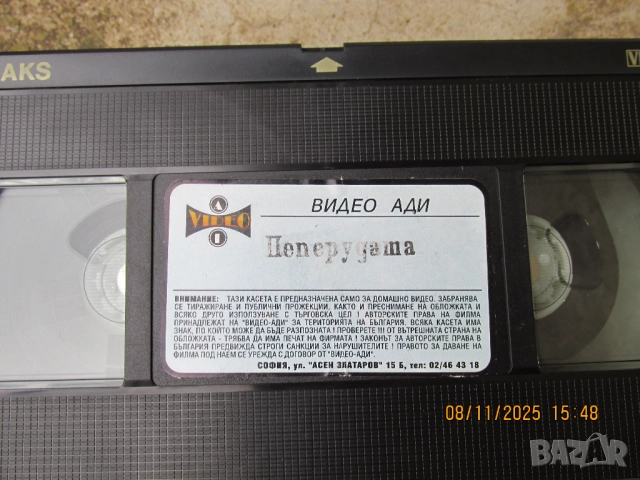 AKS
V
А
VIDEO
П
ВИДЕО АДИ
Пеперудата
ВНИМАНИЕ: ТАЗИ КАСЕТА Е ПРЕДНАЗНАЧЕНА САМО ЗА ДОМАШНО ВИДЕО. ЗАБРАНЯВА
СЕ ТИРАЖИРАНЕ И ПУБЛИЧНИ ПРОЖЕКЦИИ, КАКТО И ПРЕСНИМАНЕ НА ОБЛОЖКАТА И
ВСЯКО ДРУГО ИЗПОЛЗУВАНЕ С ТЪРГОВСКА ЦЕЛ ! АВТОРСКИТЕ ПРАВА НА ФИЛМА
ПРИНАДЛЕЖАТ НА "ВИДЕО-АДИ" ЗА ТЕРИТОРИЯТА НА БЪЛГАРИЯ. ВСЯКА КАСЕТА ИМА
ЗНАК, ПО КОЙТО МОЖЕ ДА БЪДЕ РАЗПОЗНАТА ! ПРОВЕРЕТЕ !!! ОТ ВЪТРЕШНАТА СТРАНА НА
ОБЛОЖКАТА - ТРЯБВА ДА ИМА ПЕЧАТ НА ФИРМАТА ! ЗАКОНЪТ ЗА АВТОРСКИТЕ ПРАВА В
БЪЛГАРИЯ ПРЕДВИЖДА СТРОГИ САНКЦИИ ЗА НАРУШИТЕЛИТЕ ! ПРАВОТО ЗА ДАВАНЕ НА
ФИЛМА ПОД НАЕМ СЕ УРЕЖДА С ДОГОВОР ОТ "ВИДЕО-АДИ".
СОФИЯ, ул. "АСЕН ЗЛАТАРОВ" 15 Б, тел: 02/46 43 18
08/11/2025 15:48
BAZAR